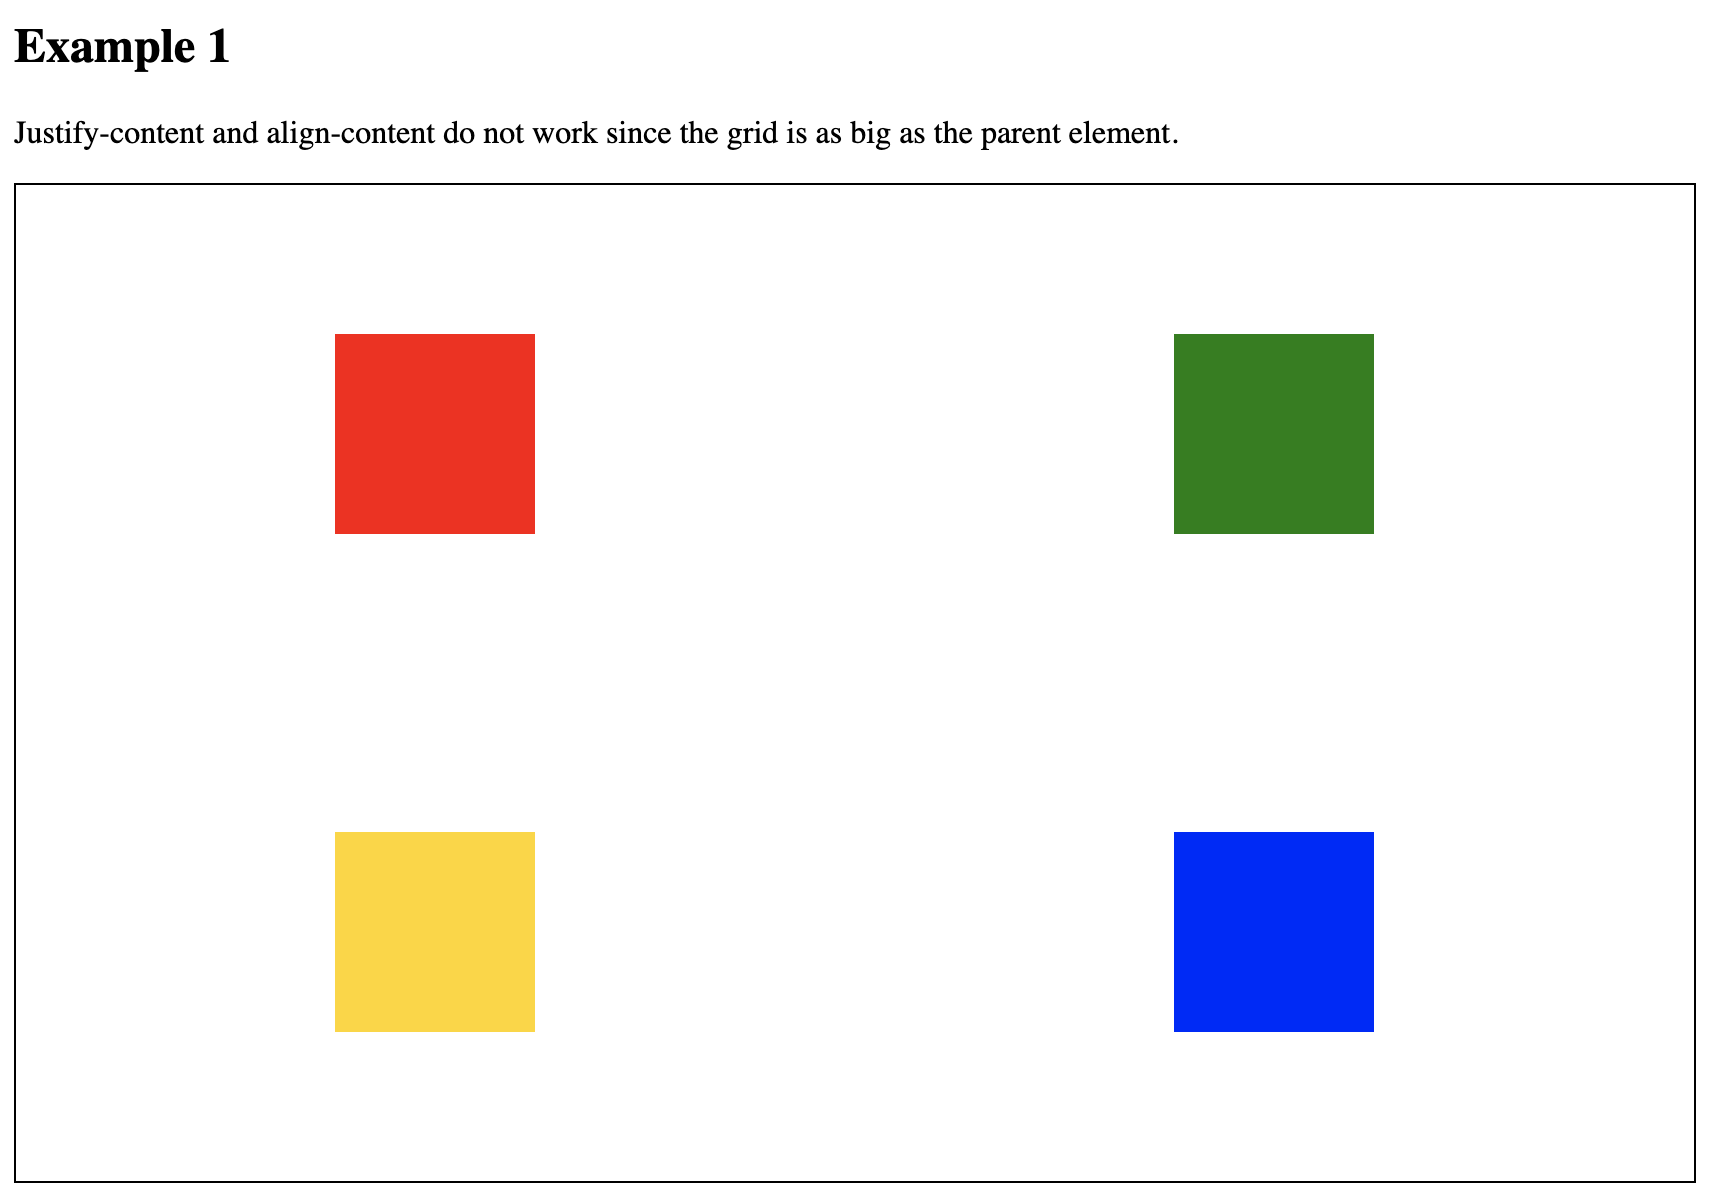 Example 1
Justify-content and align-content do not work since the grid is as big as the parent element.